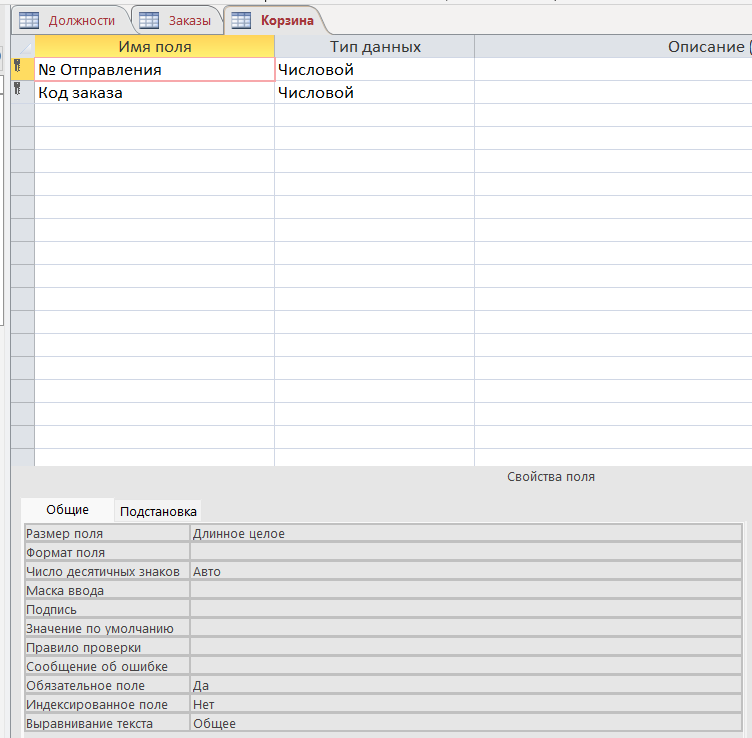 Должности Заказы Корзина
Имя поля Тип данных Описание (
№ Отправления Числовой
Код заказа Числовой
Свойства поля
Общие Подстановка
Размер поля Длинное целое
Формат поля
Число десятичных знаков Авто
Маска ввода
Подпись
Значение по умолчанию
Правило проверки
Сообщение об ошибке
Обязательное поле Да
Индексированное поле Нет
Выравнивание текста Общее